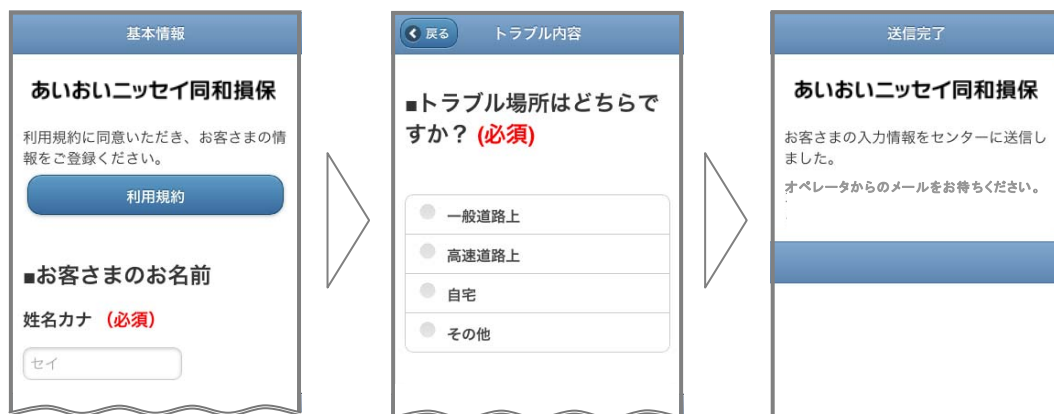 基本情報
あいおいニッセイ同和損保
利用規約に同意いただき、お客さまの情
報をご登録ください。
利用規約
■お客さまのお名前
姓名カナ (必須)
セイ
戻る
トラブル内容
■トラブル場所はどちらで
すか？ (必須)
一般道路上
高速道路上
自宅
その他
送信完了
あいおいニッセイ同和損保
お客さまの入力情報をセンターに送信し
ました。
オペレータからのメールをお待ちください。